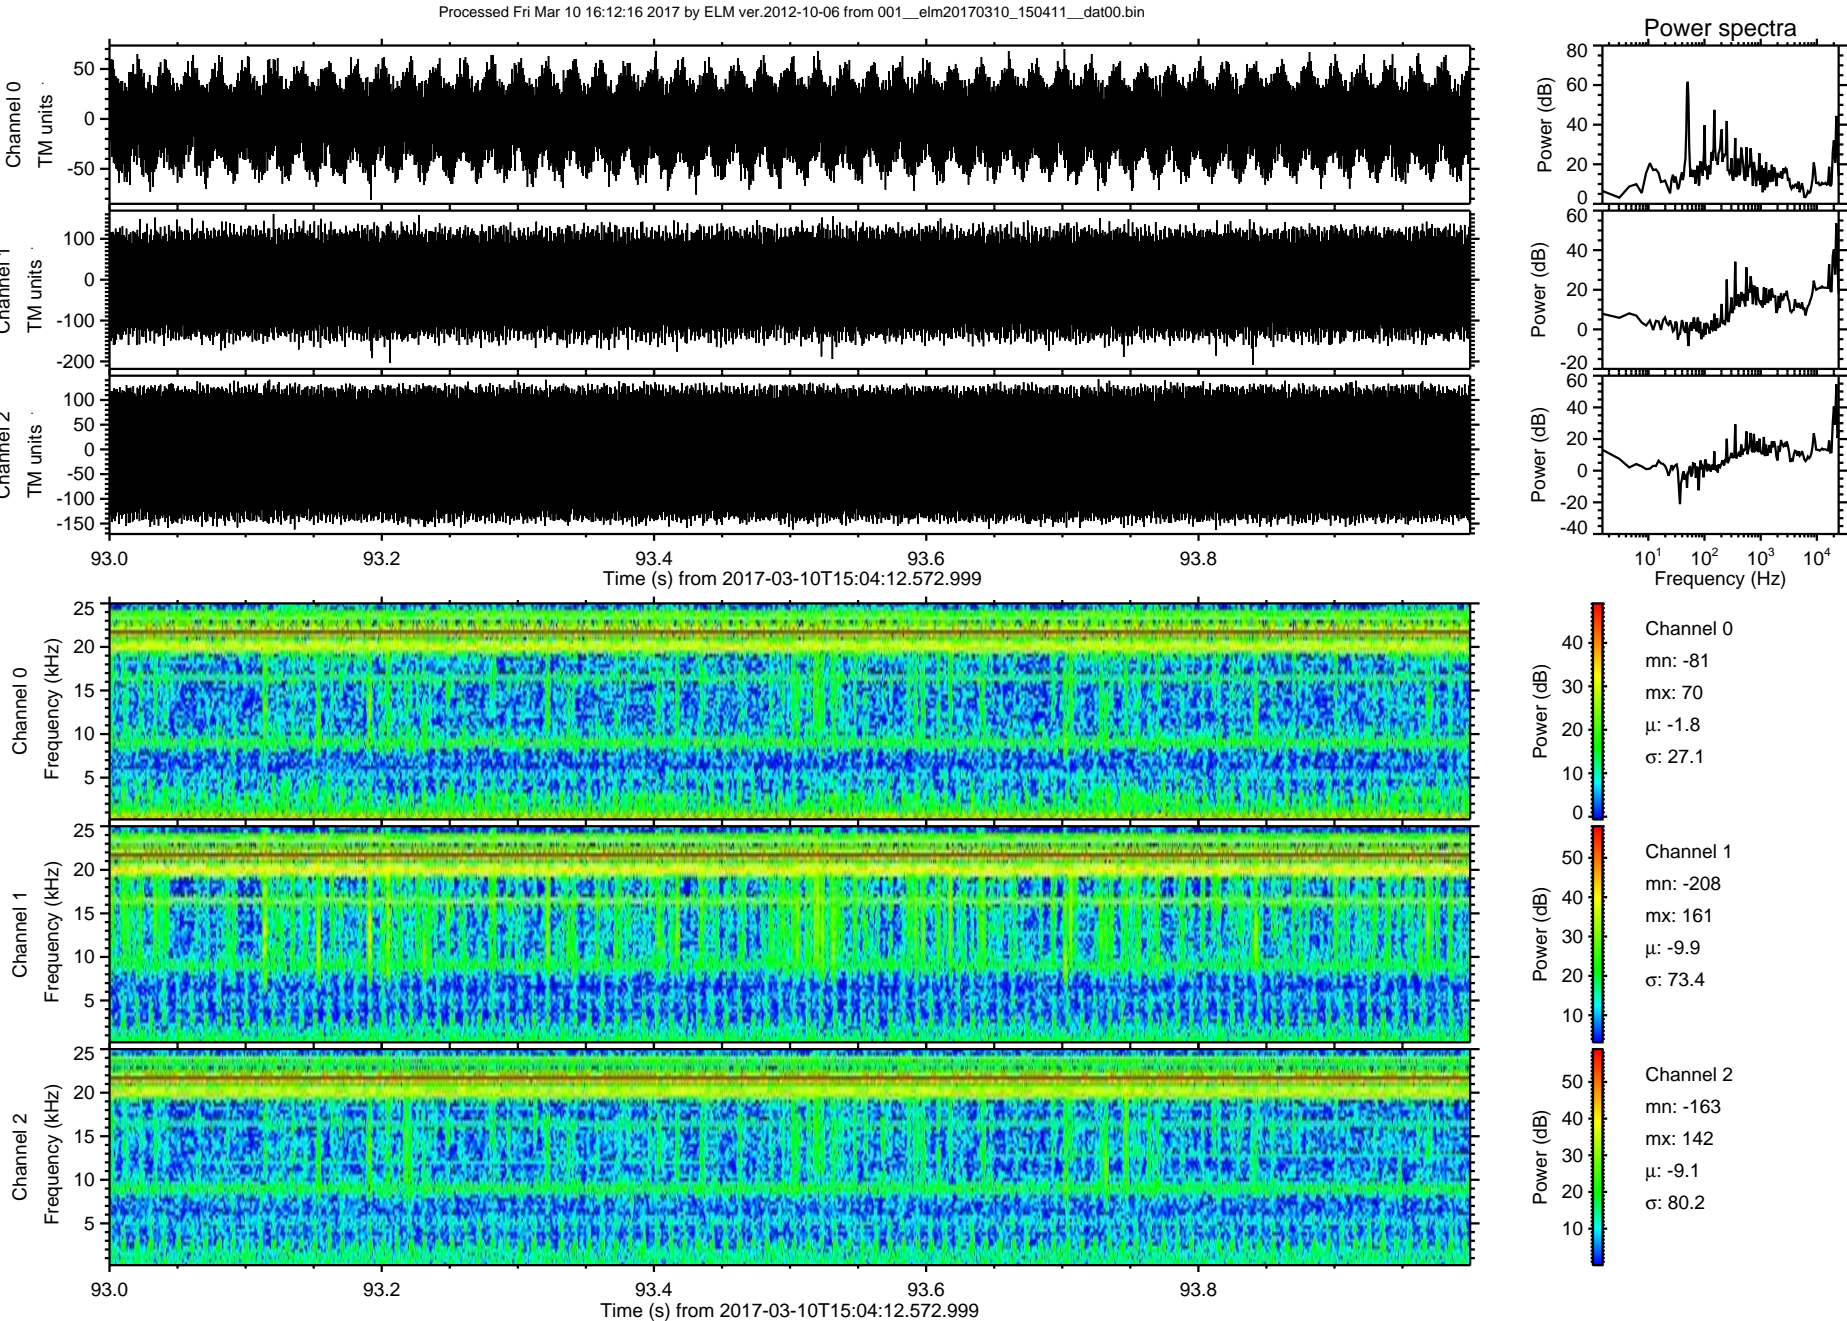 Processed Fri Mar 10 16:12:16 2017 by ELM ver.2012-10-06 from 001__elm20170310_150411__dat00.bin
Power spectra
Channel 0
TM units
50
0
-50
Power (dB)
80
60
40
20
0
Channel 1
TM units
100
0
-100
-200
Power (dB)
60
40
20
0
-20
Channel 2
TM units
100
50
0
-50
-100
-150
Power (dB)
60
40
20
0
-20
-40
93.0 93.2 93.4 93.6 93.8
Time (s) from 2017-03-10T15:04:12.572.999
10¹ 10² 10³ 10⁴
Frequency (Hz)
Channel 0
Frequency (kHz)
25
20
15
10
5
Power (dB)
40
30
20
10
0
Channel 0
mn: -81
mx: 70
μ: -1.8
σ: 27.1
Channel 1
Frequency (kHz)
25
20
15
10
5
Power (dB)
50
40
30
20
10
Channel 1
mn: -208
mx: 161
μ: -9.9
σ: 73.4
Channel 2
Frequency (kHz)
25
20
15
10
5
Power (dB)
50
40
30
20
10
Channel 2
mn: -163
mx: 142
μ: -9.1
σ: 80.2
93.0 93.2 93.4 93.6 93.8
Time (s) from 2017-03-10T15:04:12.572.999